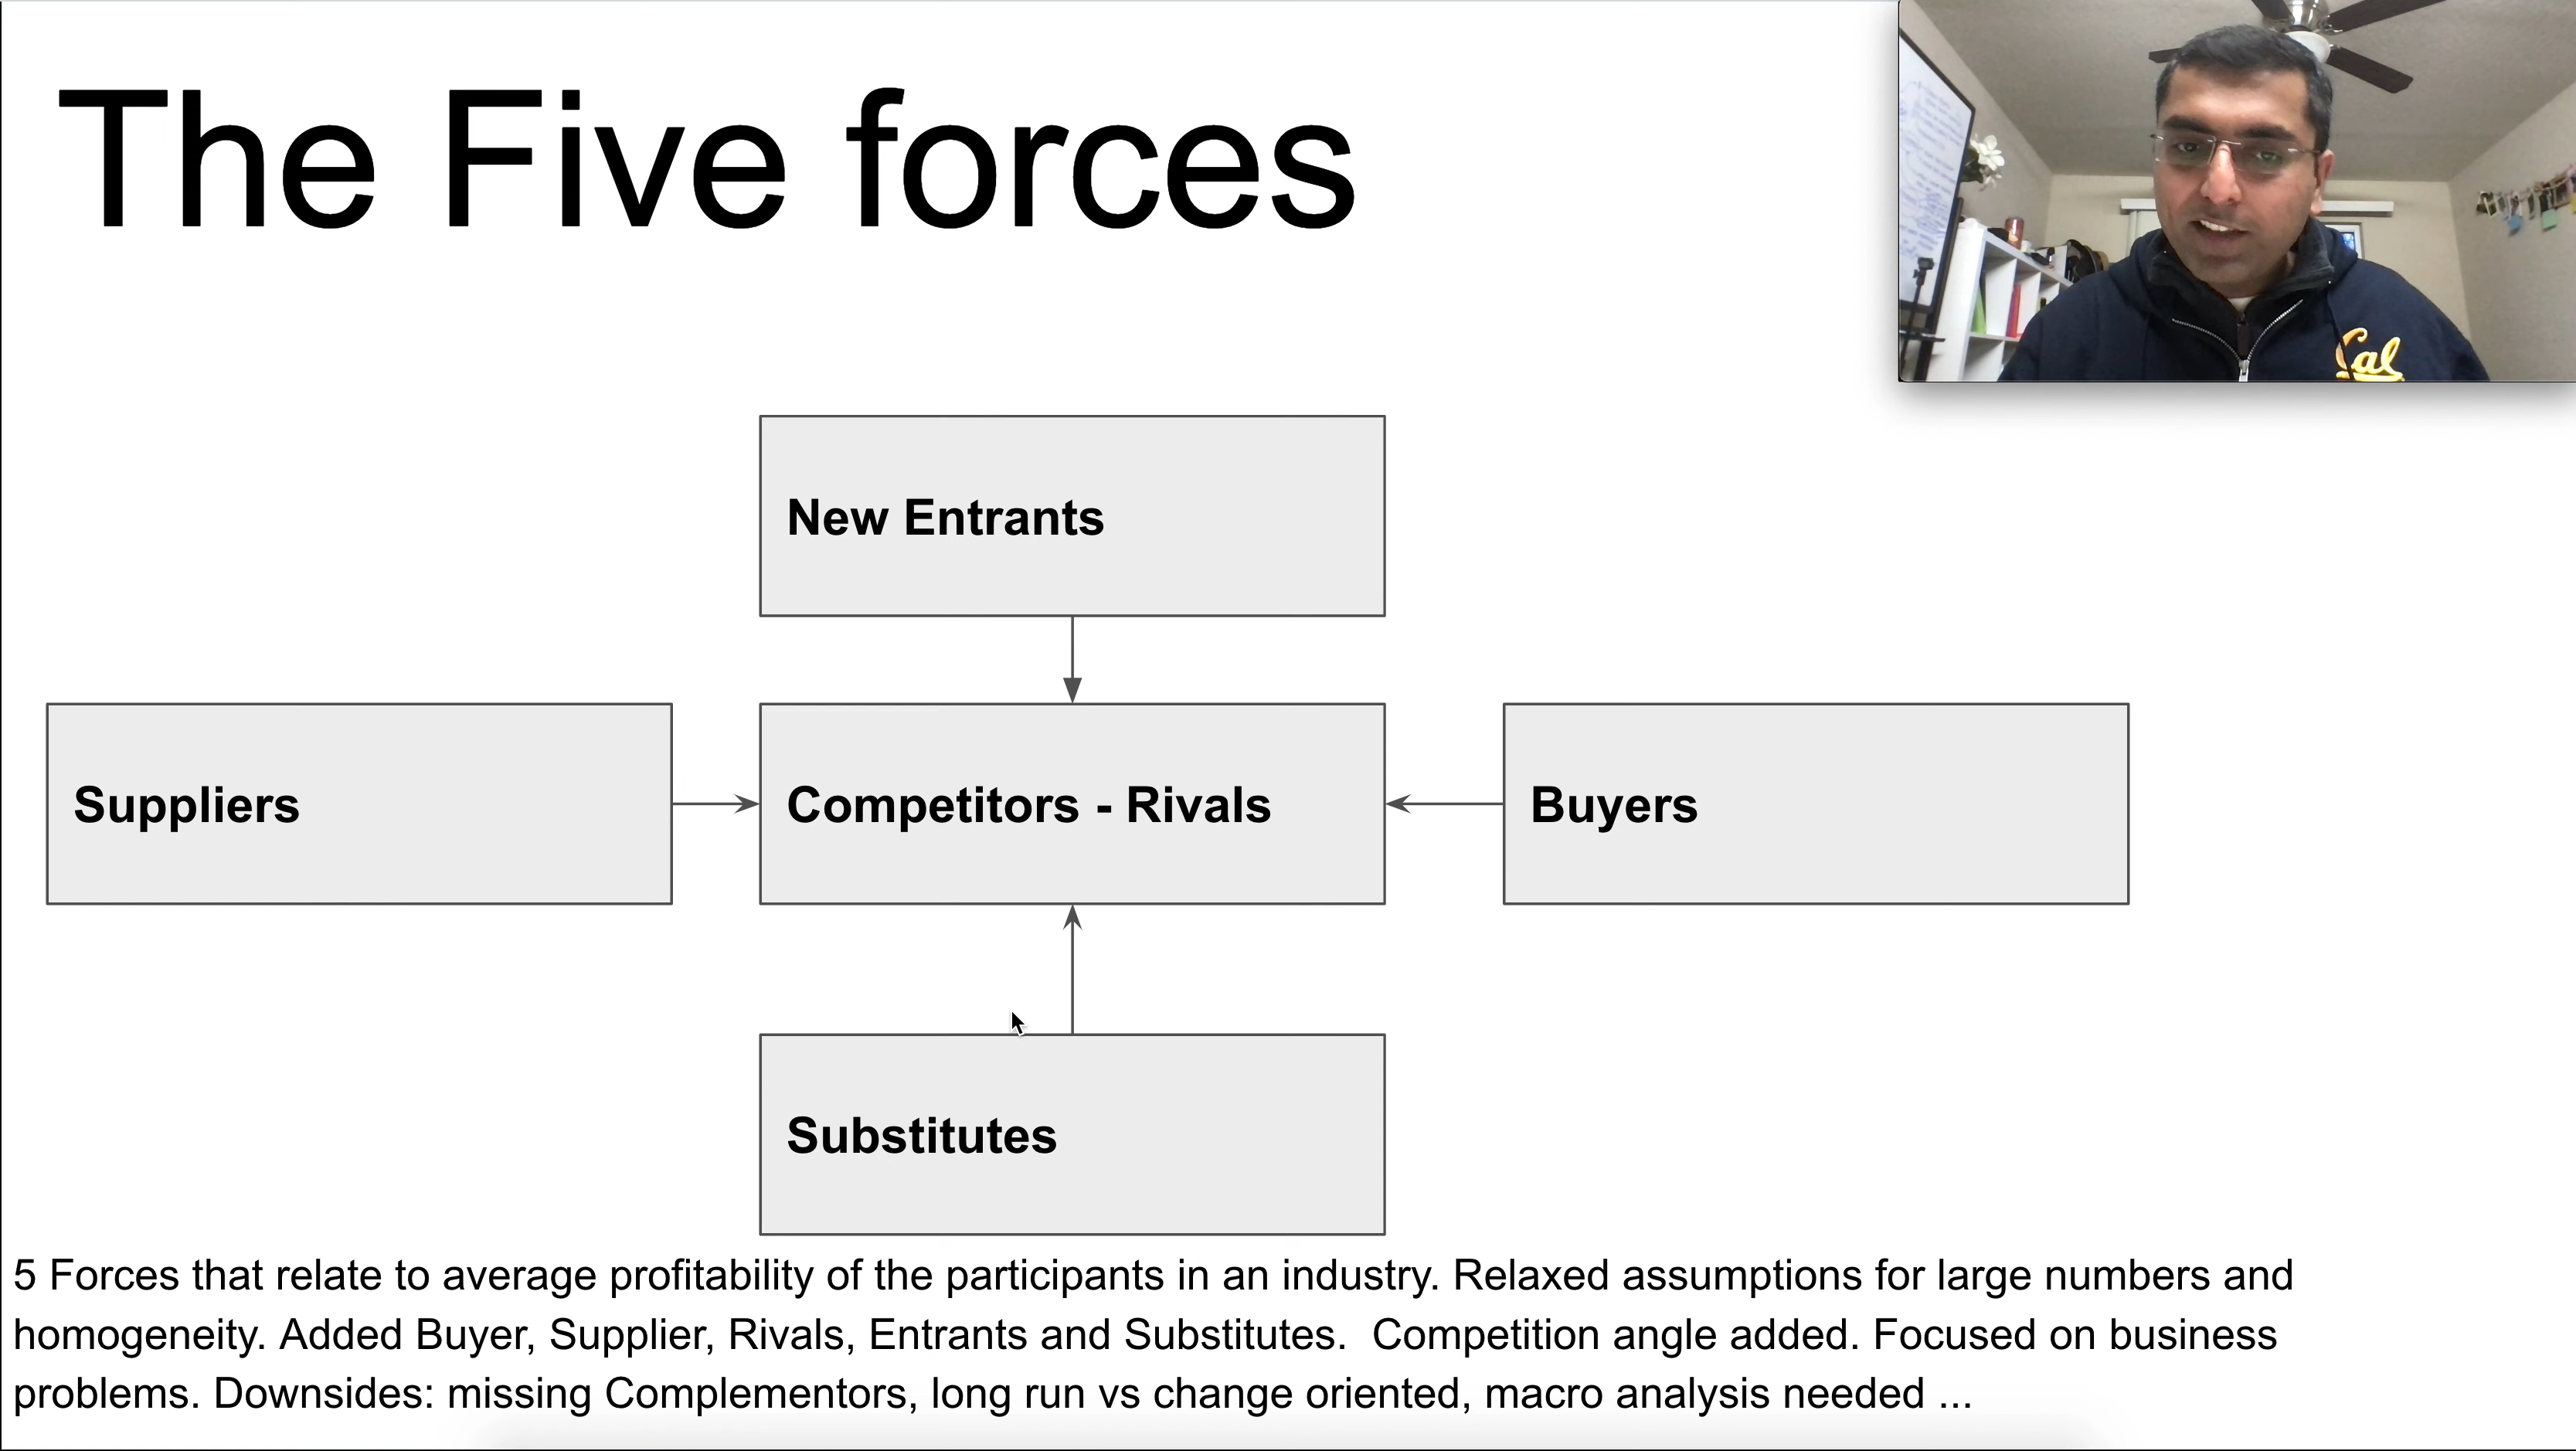 The Five forces
Cal
New Entrants
Suppliers
Competitors - Rivals
Buyers
Substitutes
5 Forces that relate to average profitability of the participants in an industry. Relaxed assumptions for large numbers and
homogeneity. Added Buyer, Supplier, Rivals, Entrants and Substitutes.  Competition angle added. Focused on business
problems. Downsides: missing Complementors, long run vs change oriented, macro analysis needed ...